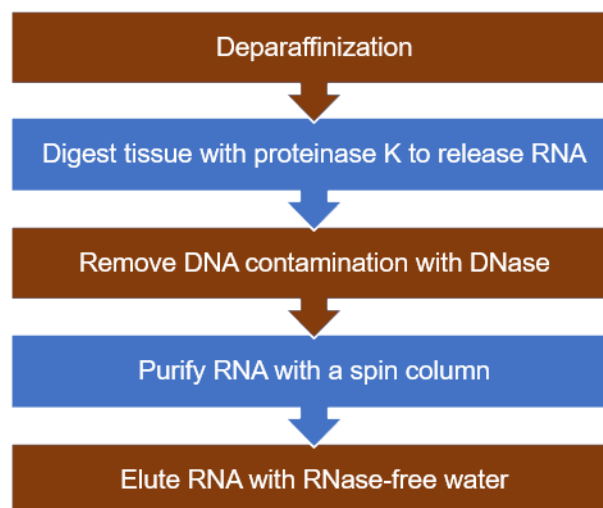 Deparaffinization
Digest tissue with proteinase K to release RNA
Remove DNA contamination with DNase
Purify RNA with a spin column
Elute RNA with RNase-free water